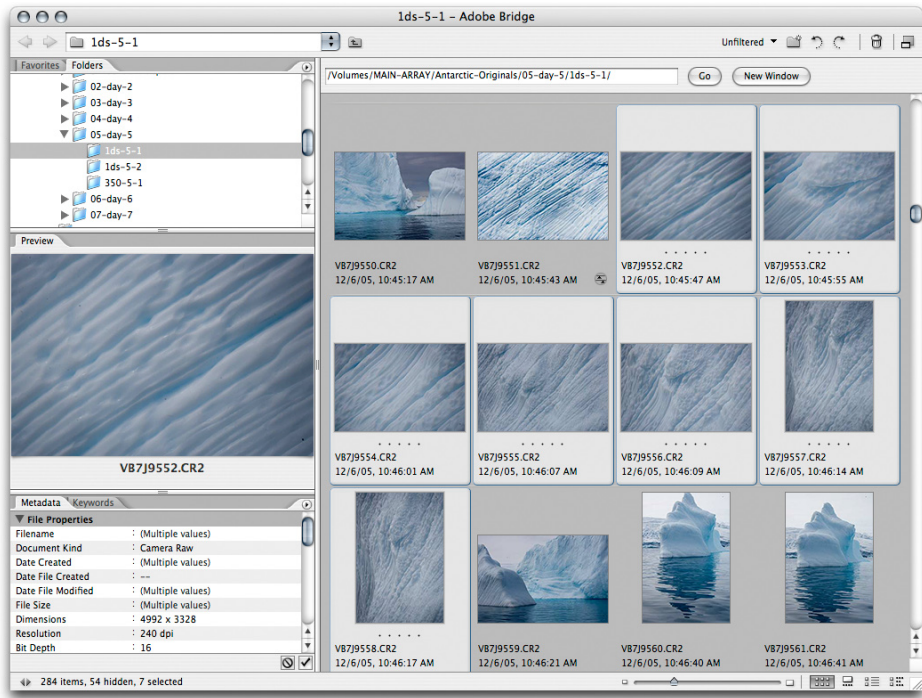 1ds-5-1 – Adobe Bridge
1ds-5-1
Unfiltered
Favorites Folders
02-day-2
03-day-3
04-day-4
05-day-5
1ds-5-1
1ds-5-2
350-5-1
06-day-6
07-day-7
/Volumes/MAIN-ARRAY/Antarctic-Originals/05-day-5/1ds-5-1/
Go
New Window
Preview
VB7J9552.CR2
Metadata Keywords
File Properties
Filename : (Multiple values)
Document Kind : Camera Raw
Date Created : (Multiple values)
Date File Created : --
Date File Modified : (Multiple values)
File Size : (Multiple values)
Dimensions : 4992 x 3328
Resolution : 240 dpi
Bit Depth : 16
VB7J9550.CR2
12/6/05, 10:45:17 AM
VB7J9551.CR2
12/6/05, 10:45:43 AM
VB7J9552.CR2
12/6/05, 10:45:47 AM
VB7J9553.CR2
12/6/05, 10:45:55 AM
VB7J9554.CR2
12/6/05, 10:46:01 AM
VB7J9555.CR2
12/6/05, 10:46:07 AM
VB7J9556.CR2
12/6/05, 10:46:09 AM
VB7J9557.CR2
12/6/05, 10:46:14 AM
VB7J9558.CR2
12/6/05, 10:46:17 AM
VB7J9559.CR2
12/6/05, 10:46:21 AM
VB7J9560.CR2
12/6/05, 10:46:40 AM
VB7J9561.CR2
12/6/05, 10:46:41 AM
284 items, 54 hidden, 7 selected